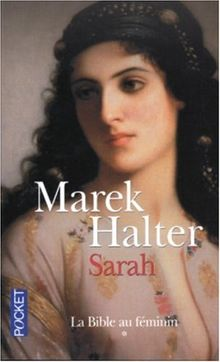 Marek
Halter
Sarah
La Bible au féminin
*
POCKET